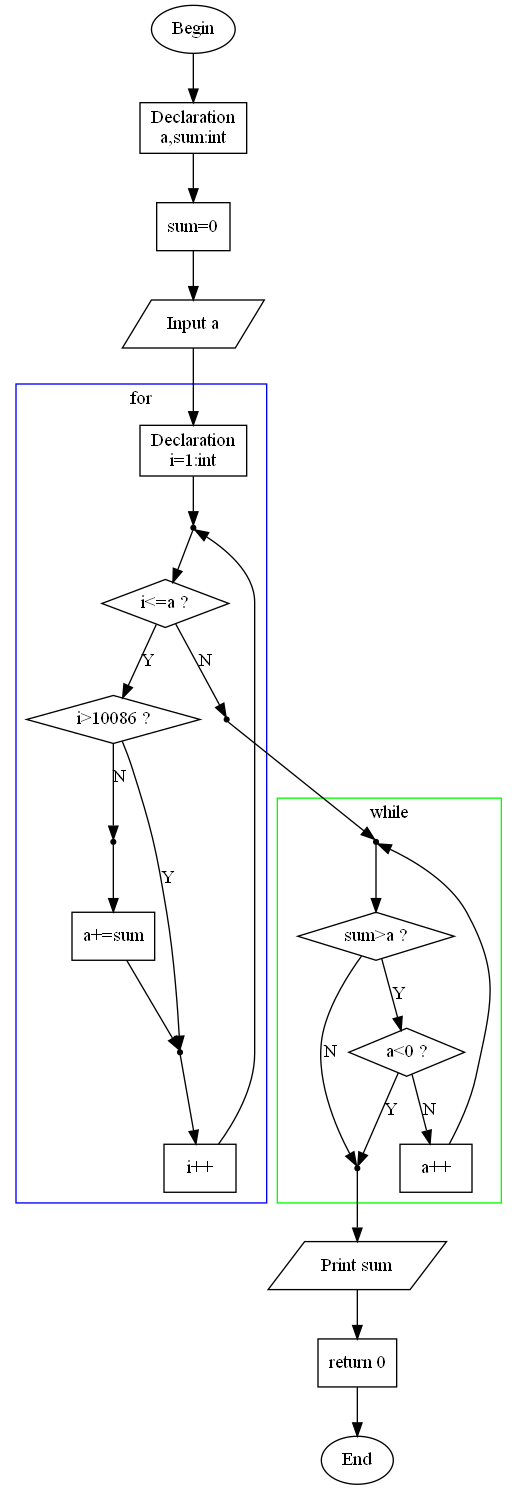 Begin
Declaration
a,sum:int
sum=0
Input a
for
Declaration
i=1:int
i<=a ?
Y
N
i>10086 ?
N
Y
a+=sum
i++
while
sum>a ?
Y
N
a<0 ?
Y
N
a++
Print sum
return 0
End